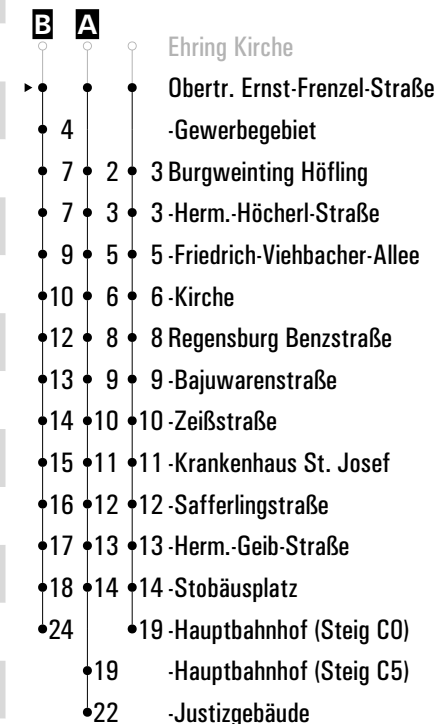 B A
Ehring Kirche
Obertr. Ernst-Frenzel-Straße
4 -Gewerbegebiet
7 2 3 Burgweinting Höfling
7 3 3 -Herm.-Höcherl-Straße
9 5 5 -Friedrich-Viehbacher-Allee
10 6 6 -Kirche
12 8 8 Regensburg Benzstraße
13 9 9 -Bajuwarenstraße
14 10 10 -Zeißstraße
15 11 11 -Krankenhaus St. Josef
16 12 12 -Safferlingstraße
17 13 13 -Herm.-Geib-Straße
18 14 14 -Stobäusplatz
24 19 -Hauptbahnhof (Steig C0)
19 -Hauptbahnhof (Steig C5)
22 -Justizgebäude